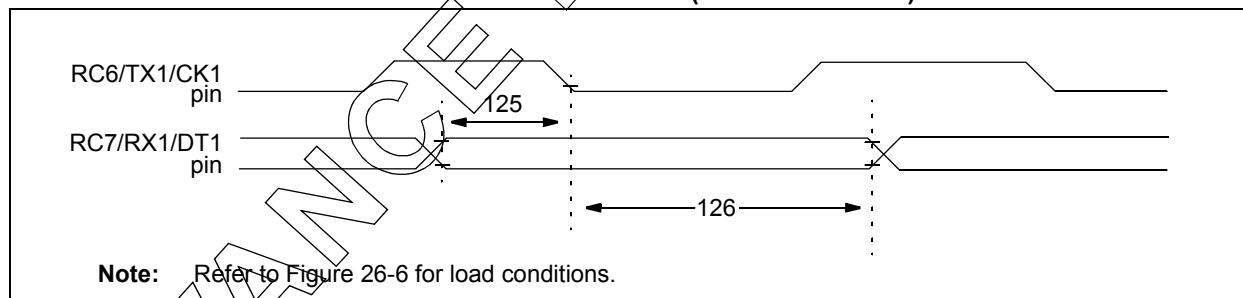 RC6/TX1/CK1
pin
125
RC7/RX1/DT1
pin
126
Note: Refer to Figure 26-6 for load conditions.